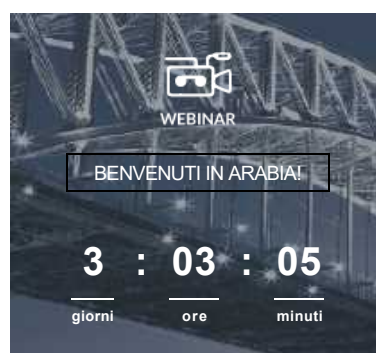 WEBINAR
BENVENUTI IN ARABIA!
3 : 03 : 05
giorni ore minuti